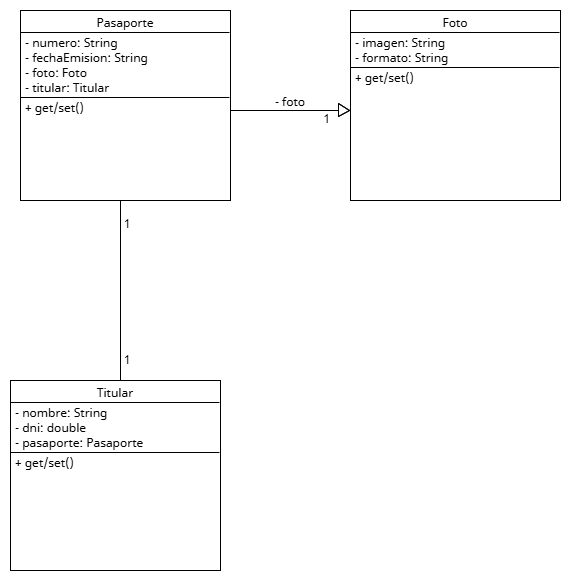 Pasaporte
- numero: String
- fechaEmision: String
- foto: Foto
- titular: Titular
+ get/set()
- foto
1
Foto
- imagen: String
- formato: String
+ get/set()
1
1
Titular
- nombre: String
- dni: double
- pasaporte: Pasaporte
+ get/set()